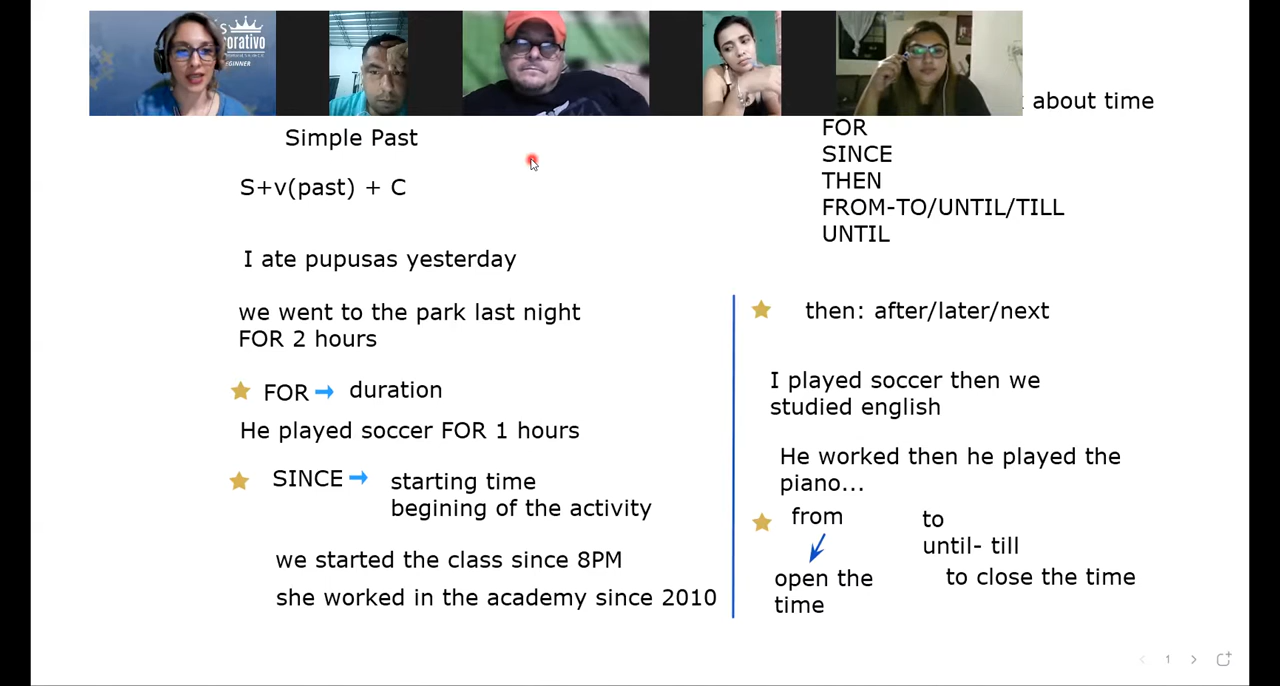 EGINNER
about time
Simple Past
FOR
SINCE
S+v(past) + C
THEN
FROM-TO/UNTIL/TILL
UNTIL
I ate pupusas yesterday
we went to the park last night
FOR 2 hours
FOR → duration
He played soccer FOR 1 hours
SINCE → starting time
begining of the activity
we started the class since 8PM
she worked in the academy since 2010
then: after/later/next
I played soccer then we
studied english
He worked then he played the
piano...
from
to
until- till
open the
time
to close the time
1